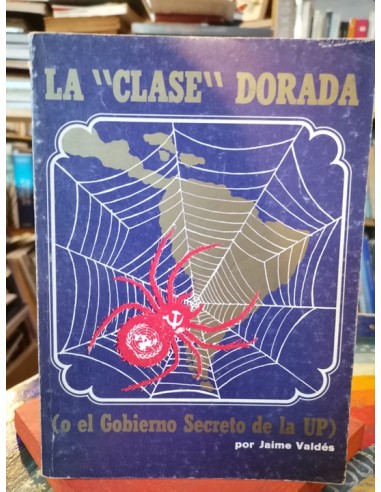 LA "CLASE" DORADA
(o el Gobierno Secreto de la UP)
por Jaime Valdés